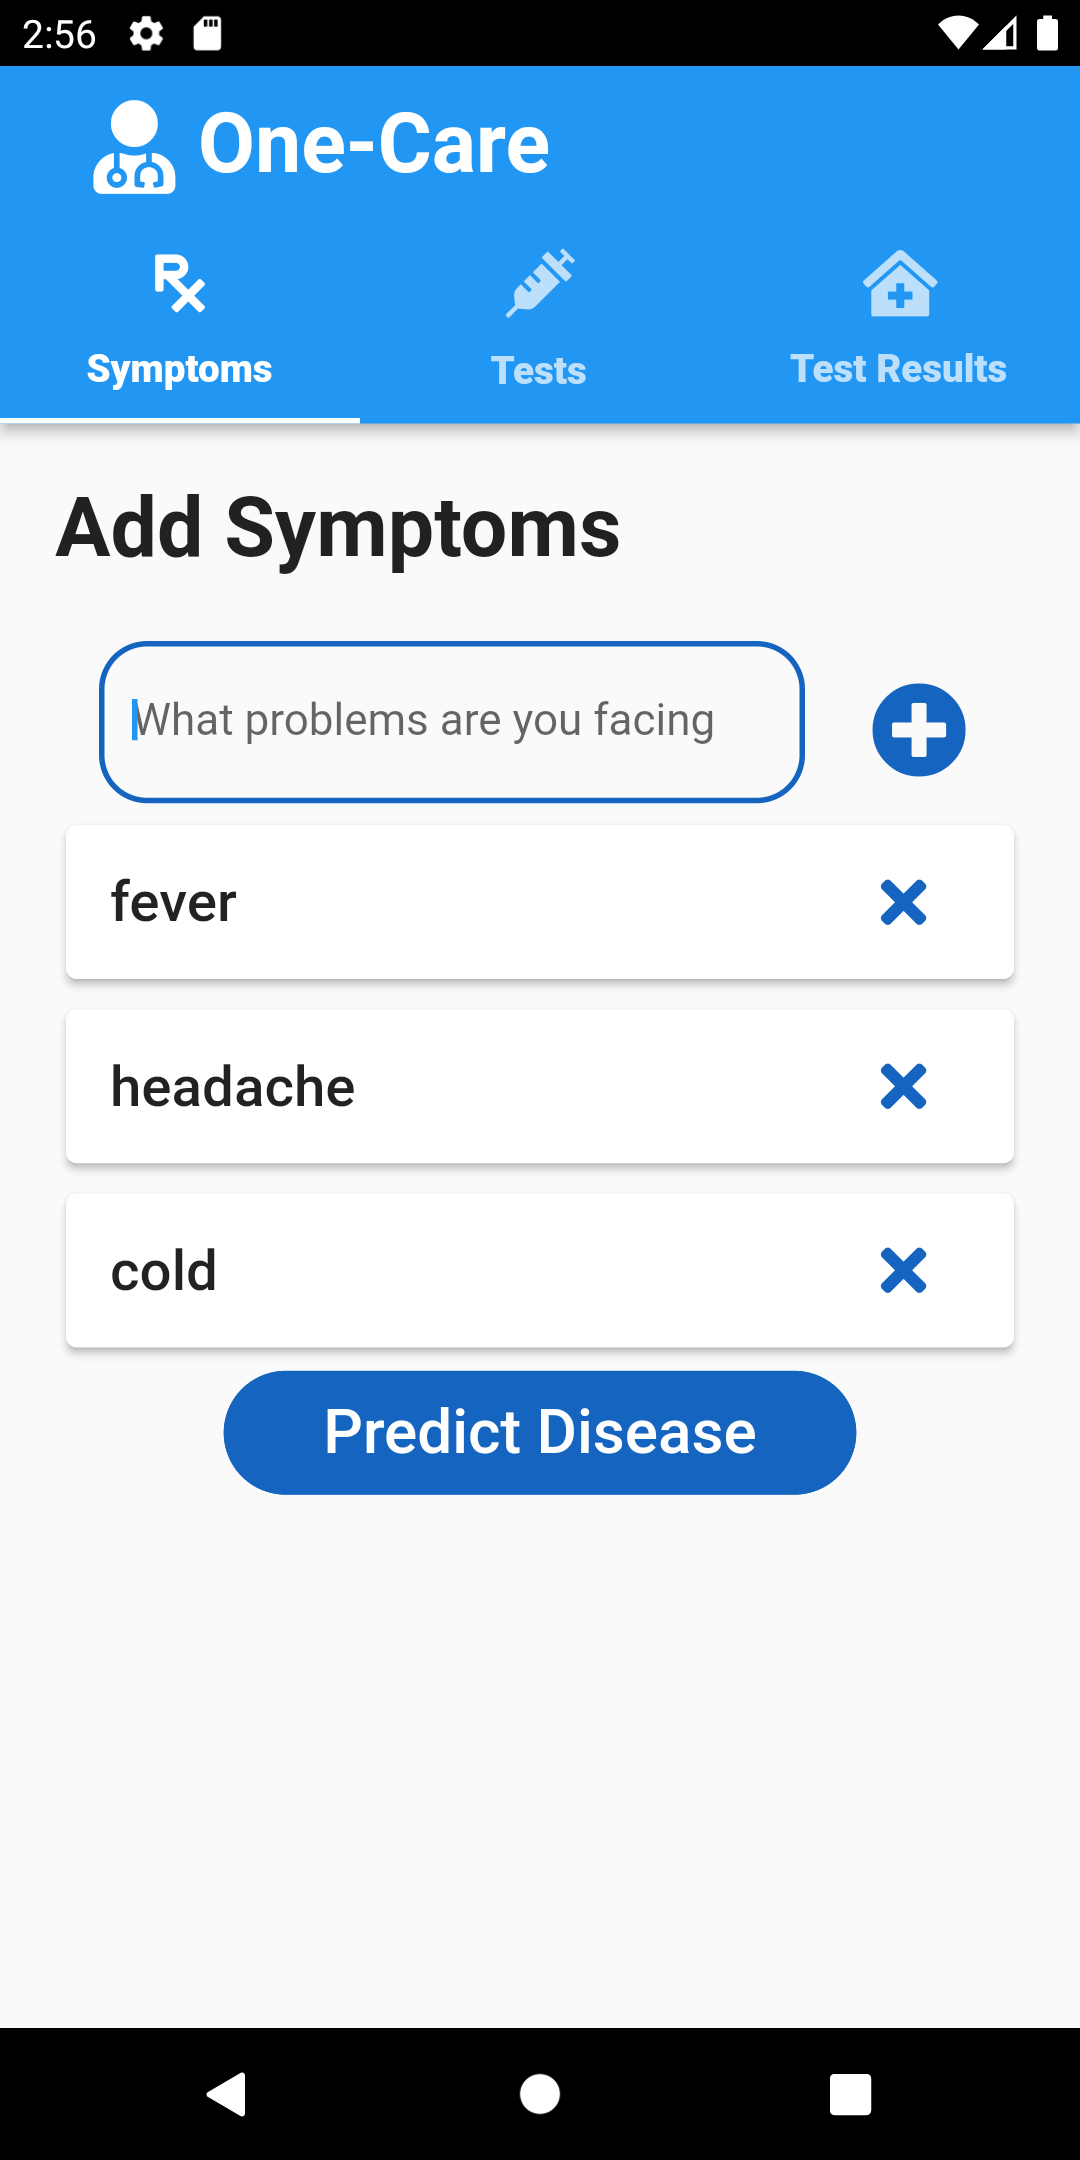 2:56
One-Care
Symptoms
Tests
Test Results
Add Symptoms
What problems are you facing
fever
headache
cold
Predict Disease